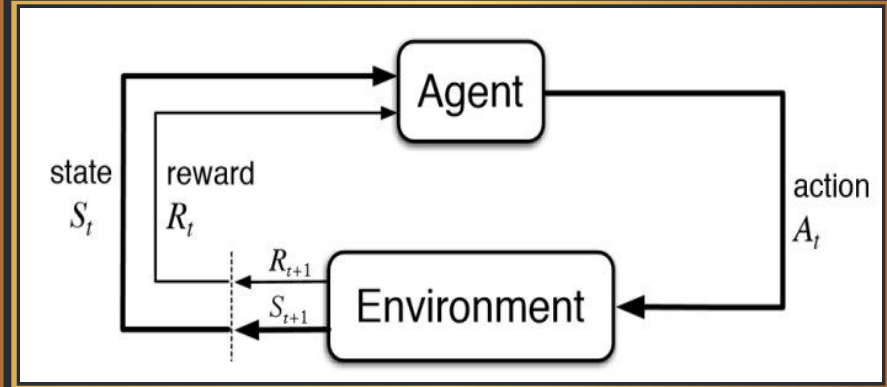 Agent
state
S_t
reward
R_t
action
A_t
R_{t+1}
S_{t+1}
Environment